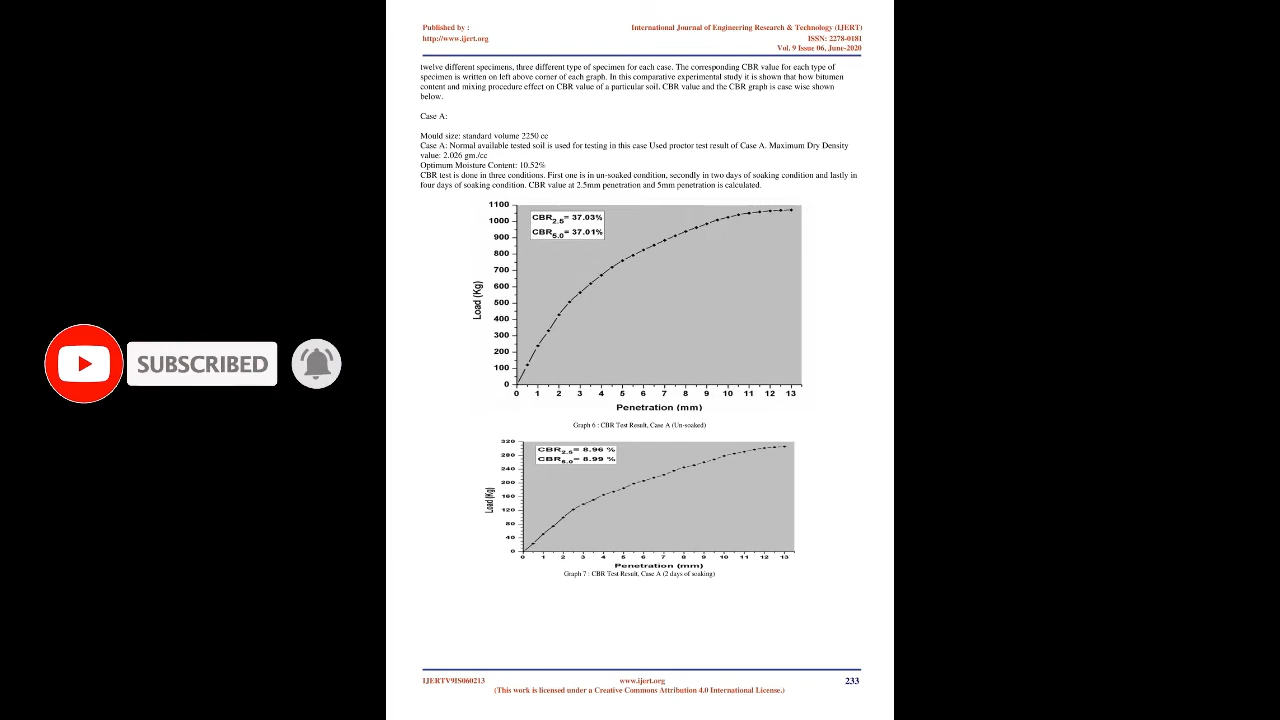 Published by :
International Journal of Engineering Research & Technology (IJERT)
http://www.ijert.org
ISSN: 2278-0181
Vol. 9 Issue 06, June-2020
twelve different specimens, three different type of specimen for each case. The corresponding CBR value for each type of
specimen is written on left above corner of each graph. In this comparative experimental study it is shown that how bitumen
content and mixing procedure effect on CBR value of a particular soil. CBR value and the CBR graph is case wise shown
below.
Case A:
Mould size: standard volume 2250 cc
Case A: Normal available tested soil is used for testing in this case Used proctor test result of Case A. Maximum Dry Density
value: 2.026 gm./cc
Optimum Moisture Content: 10.52%
CBR test is done in three conditions. First one is in un-soaked condition, secondly in two days of soaking condition and lastly in
four days of soaking condition. CBR value at 2.5mm penetration and 5mm penetration is calculated.
1100
1000
900
800
700
600
500
400
300
200
100
0
Load (Kg)
CBR2.5= 37.03%
CBR5.0= 37.01%
0 1 2 3 4 5 6 7 8 9 10 11 12 13
Penetration (mm)
Graph 6 : CBR Test Result, Case A (Un-soaked)
320
280
240
200
160
120
80
40
0
Load (Kg)
CBR2.5= 8.96 %
CBR5.0= 8.99 %
0 1 2 3 4 5 6 7 8 9 10 11 12 13
Penetration (mm)
Graph 7 : CBR Test Result, Case A (2 days of soaking)
SUBSCRIBED
IJERTV9IS060213
www.ijert.org
233
(This work is licensed under a Creative Commons Attribution 4.0 International License.)